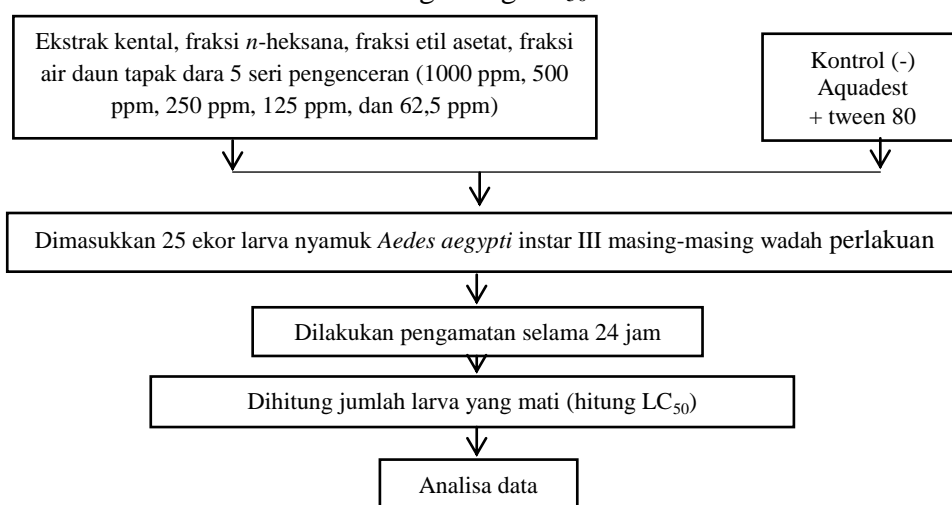 Ekstrak kental, fraksi n-heksana, fraksi etil asetat, fraksi
air daun tapak dara 5 seri pengenceran (1000 ppm, 500
ppm, 250 ppm, 125 ppm, dan 62,5 ppm)
Kontrol (-)
Aquadest
+ tween 80
Dimasukkan 25 ekor larva nyamuk Aedes aegypti instar III masing-masing wadah perlakuan
Dilakukan pengamatan selama 24 jam
Dihitung jumlah larva yang mati (hitung LC50)
Analisa data